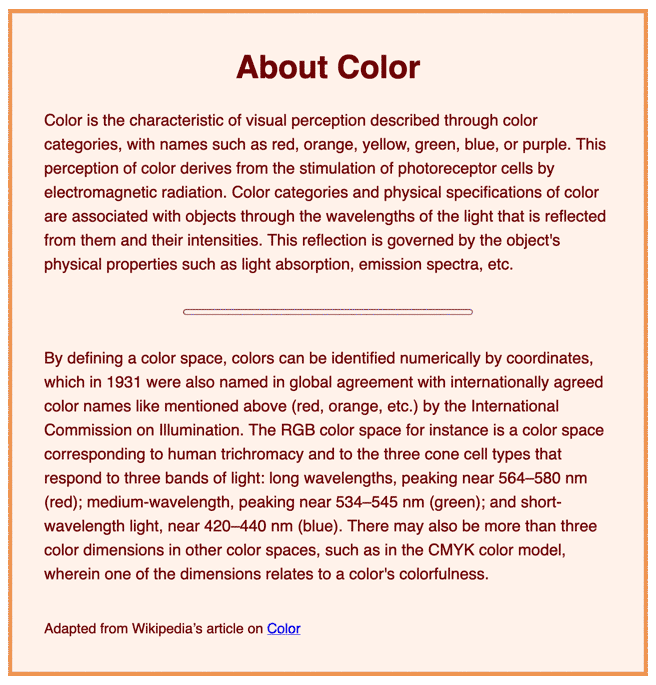 About Color
Color is the characteristic of visual perception described through color
categories, with names such as red, orange, yellow, green, blue, or purple. This
perception of color derives from the stimulation of photoreceptor cells by
electromagnetic radiation. Color categories and physical specifications of color
are associated with objects through the wavelengths of the light that is reflected
from them and their intensities. This reflection is governed by the object's
physical properties such as light absorption, emission spectra, etc.
By defining a color space, colors can be identified numerically by coordinates,
which in 1931 were also named in global agreement with internationally agreed
color names like mentioned above (red, orange, etc.) by the International
Commission on Illumination. The RGB color space for instance is a color space
corresponding to human trichromacy and to the three cone cell types that
respond to three bands of light: long wavelengths, peaking near 564–580 nm
(red); medium-wavelength, peaking near 534–545 nm (green); and short-
wavelength light, near 420–440 nm (blue). There may also be more than three
color dimensions in other color spaces, such as in the CMYK color model,
wherein one of the dimensions relates to a color's colorfulness.
Adapted from Wikipedia’s article on Color